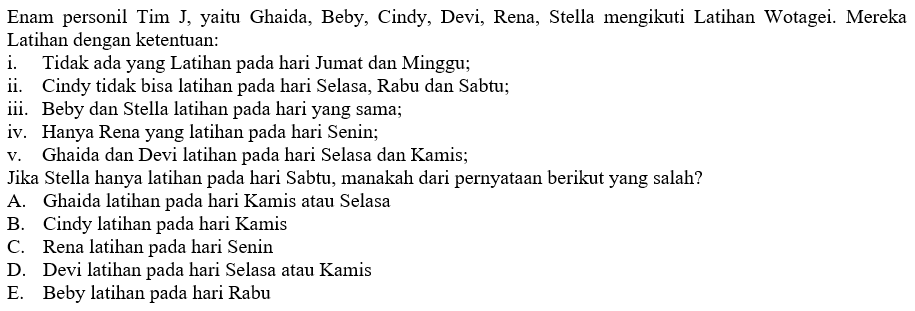 Enam personil Tim J, yaitu Ghaida, Beby, Cindy, Devi, Rena, Stella mengikuti Latihan Wotagei. Mereka
Latihan dengan ketentuan:
i. Tidak ada yang Latihan pada hari Jumat dan Minggu;
ii. Cindy tidak bisa latihan pada hari Selasa, Rabu dan Sabtu;
iii. Beby dan Stella latihan pada hari yang sama;
iv. Hanya Rena yang latihan pada hari Senin;
v. Ghaida dan Devi latihan pada hari Selasa dan Kamis;
Jika Stella hanya latihan pada hari Sabtu, manakah dari pernyataan berikut yang salah?
A. Ghaida latihan pada hari Kamis atau Selasa
B. Cindy latihan pada hari Kamis
C. Rena latihan pada hari Senin
D. Devi latihan pada hari Selasa atau Kamis
E. Beby latihan pada hari Rabu